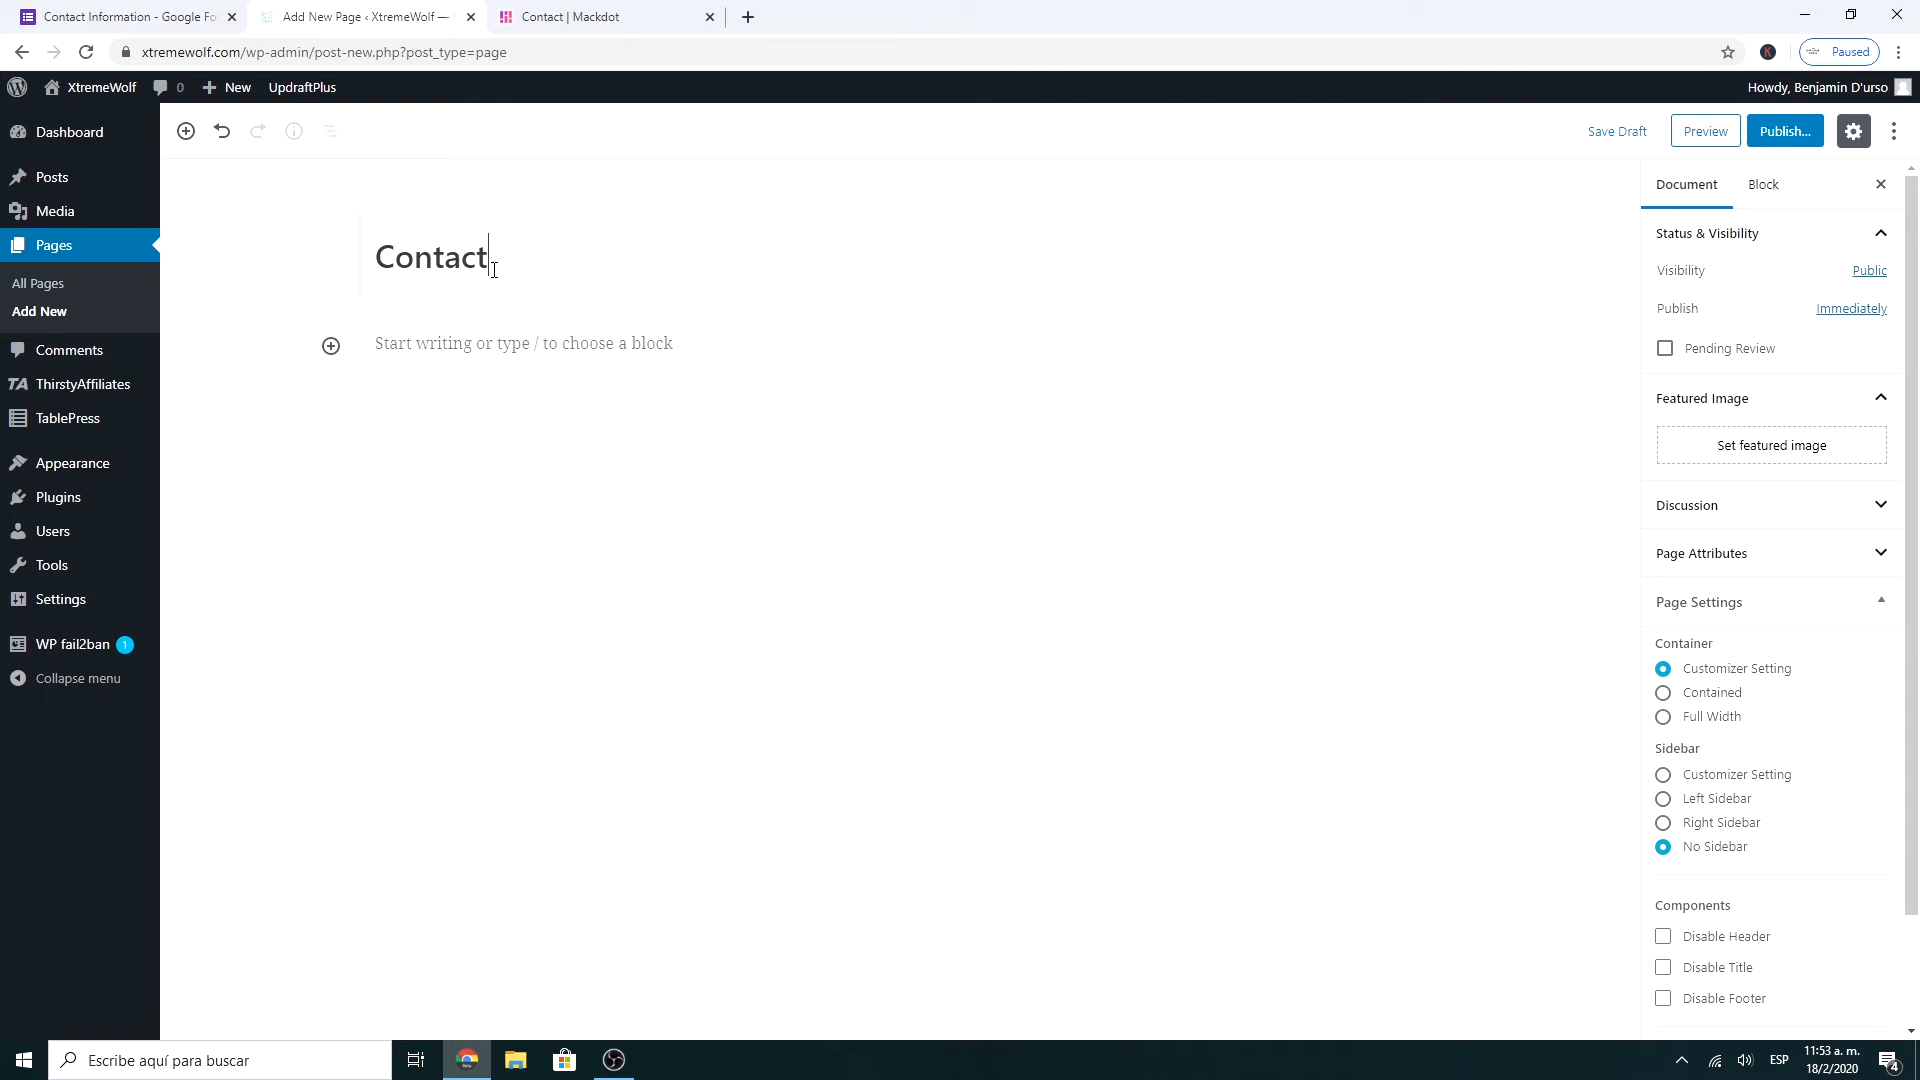 Contact Information - Google Fo
Add New Page ‹ XtremeWolf —
Contact | Mackdot
xtremewolf.com/wp-admin/post-new.php?post_type=page
K
Paused
XtremeWolf
0
New
UpdraftPlus
Howdy, Benjamin D'urso
Dashboard
Posts
Media
Pages
All Pages
Add New
Comments
TA ThirstyAffiliates
TablePress
Appearance
Plugins
Users
Tools
Settings
WP fail2ban 1
Collapse menu
Save Draft
Preview
Publish...
Contact
Start writing or type / to choose a block
Document
Block
Status & Visibility
Visibility
Public
Publish
Immediately
Pending Review
Featured Image
Set featured image
Discussion
Page Attributes
Page Settings
Container
Customizer Setting
Contained
Full Width
Sidebar
Customizer Setting
Left Sidebar
Right Sidebar
No Sidebar
Components
Disable Header
Disable Title
Disable Footer
Escribe aquí para buscar
ESP
11:53 a. m.
18/2/2020
4